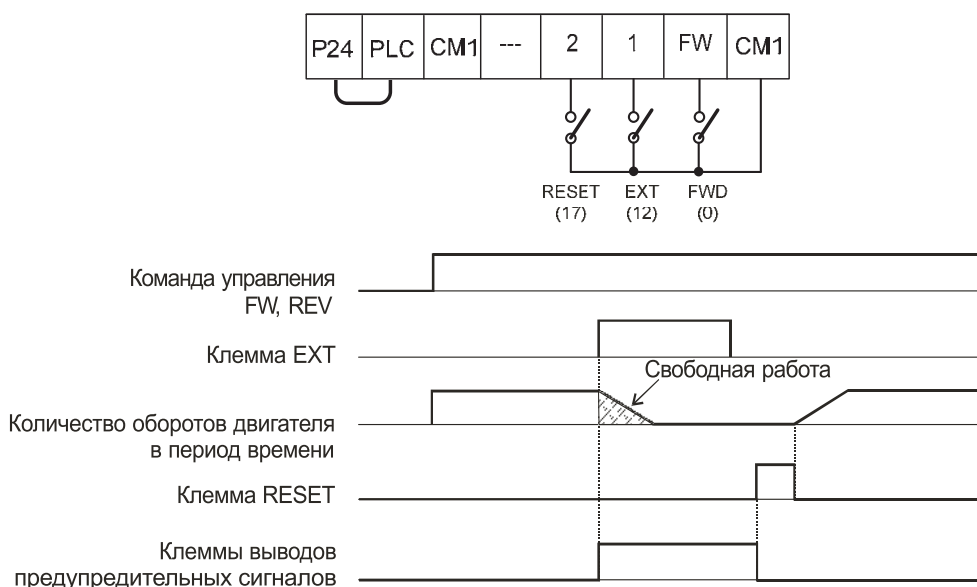 P24 PLC CM1 --- 2 1 FW CM1
RESET EXT FWD
(17) (12) (0)
Команда управления
FW, REV
Клемма EXT
Свободная работа
Количество оборотов двигателя
в период времени
Клемма RESET
Клеммы выводов
предупредительных сигналов